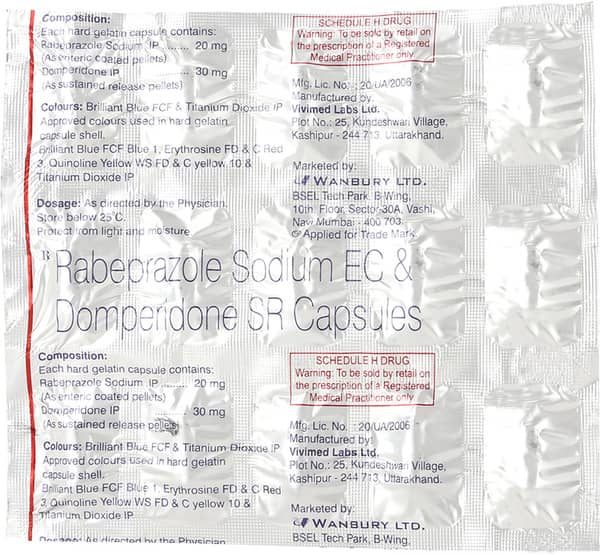 Composition:
Each hard gelatin capsule contains:
Rabeprazole Sodium IP ....... 20 mg
(As enteric coated pellets)
Domperidone IP ........... 30 mg
(As sustained release pellets)
Colours: Brilliant Blue FCF & Titanium Dioxide IP
Approved colours used in hard gelatin
capsule shell.
Brilliant Blue FCF Blue 1, Erythrosine FD & C Red
3, Quinoline Yellow WS FD & C yellow 10 &
Titanium Dioxide IP
Dosage: As directed by the Physician.
Store below 25°C.
Protect from light and moisture
SCHEDULE H DRUG
Warning: To be sold by retail on
the prescription of a Registered
Medical Practitioner only.
Mfg. Lic. No. : 20/UA/2006
Manufactured by:
Vivimed Labs Ltd.
Plot No.: 25, Kundeshwari Village,
Kashipur - 244 713, Uttarakhand.
Marketed by:
WANBURY LTD.
BSEL Tech Park, B-Wing,
10th Floor, Sector-30A, Vashi,
Navi Mumbai - 400 703.
® Applied for Trade Mark
Rx Rabeprazole Sodium EC &
Domperidone SR Capsules
Composition:
Each hard gelatin capsule contains:
Rabeprazole Sodium IP ....... 20 mg
(As enteric coated pellets)
Domperidone IP ........... 30 mg
(As sustained release pellets)
Colours: Brilliant Blue FCF & Titanium Dioxide IP
Approved colours used in hard gelatin
capsule shell.
Brilliant Blue FCF Blue 1, Erythrosine FD & C Red
3, Quinoline Yellow WS FD & C yellow 10 &
Titanium Dioxide IP
Dosage: As directed by the Physician
SCHEDULE H DRUG
Warning: To be sold by retail on
the prescription of a Registered
Medical Practitioner only.
Mfg. Lic. No. : 20/UA/2006
Manufactured by:
Vivimed Labs Ltd.
Plot No.: 25, Kundeshwari Village,
Kashipur - 244 713, Uttarakhand.
Marketed by:
WANBURY LTD.
BSEL Tech Park, B-Wing,